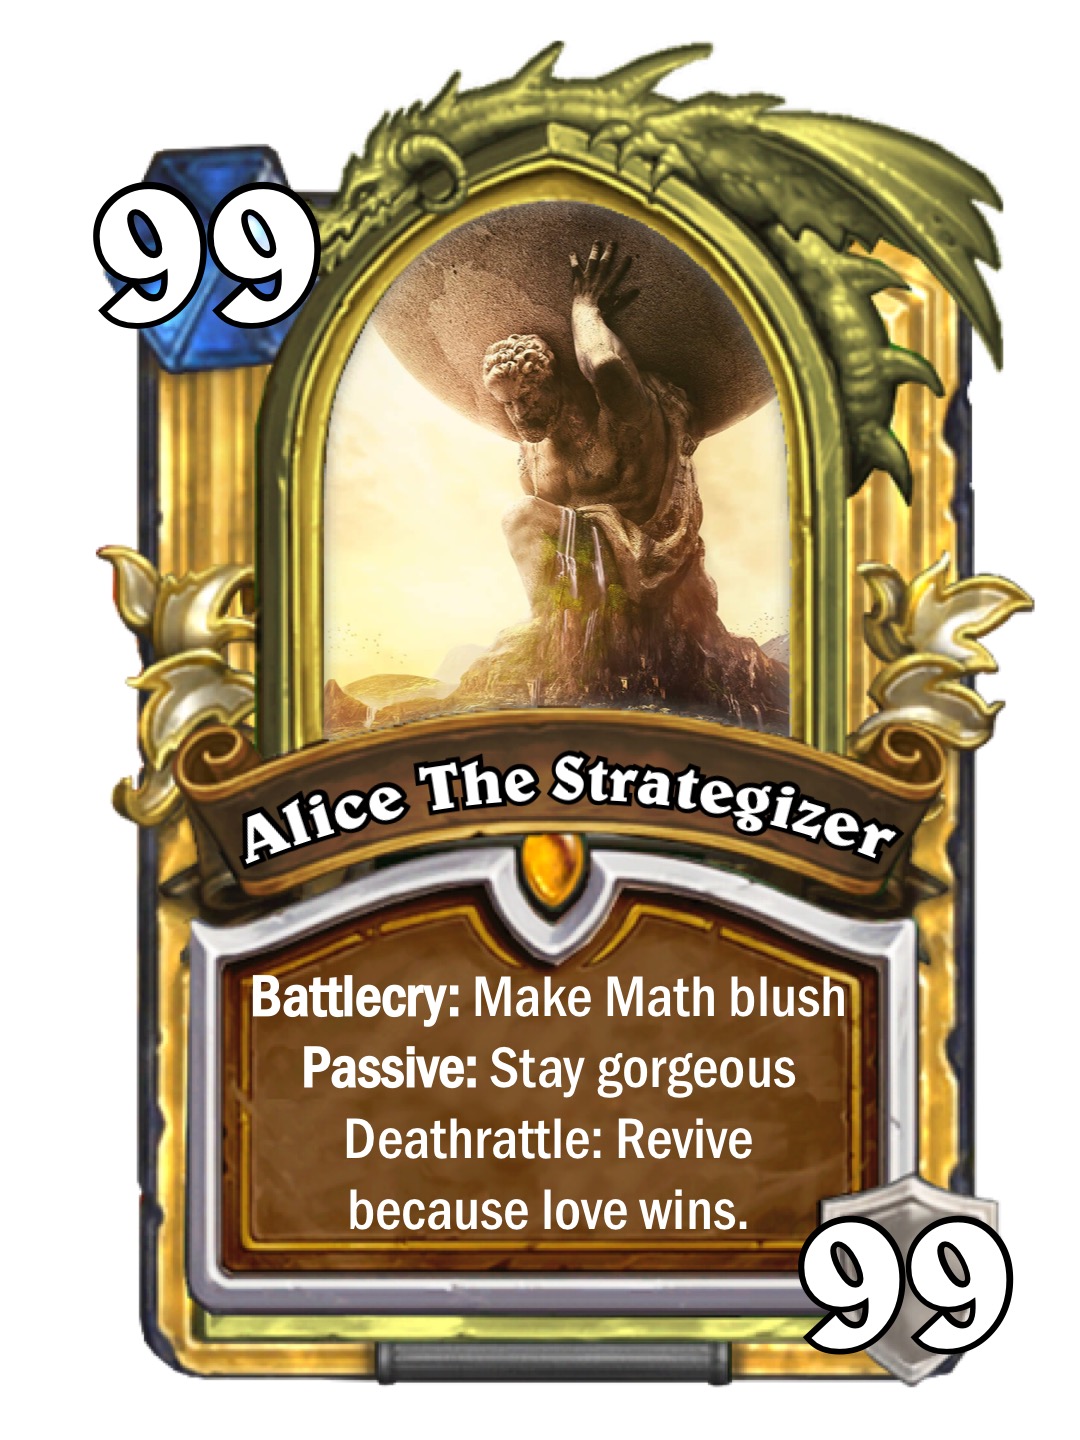 99
Alice The Strategizer
Battlecry: Make Math blush
Passive: Stay gorgeous
Deathrattle: Revive
because love wins.
99